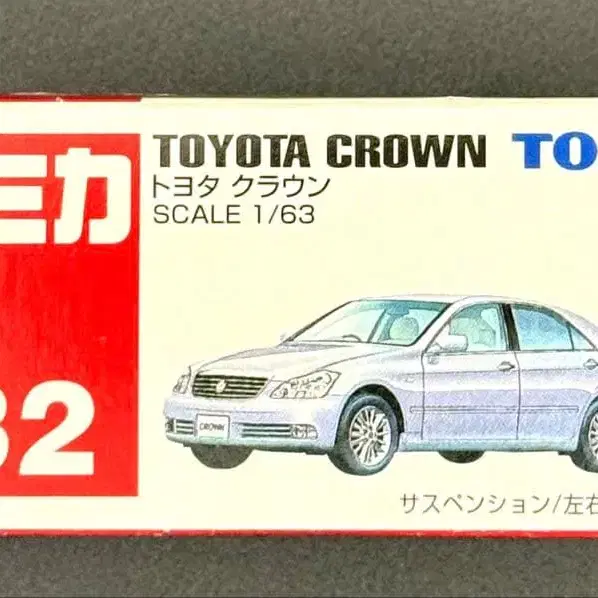 ミカ
TOYOTA CROWN TO
トヨタ クラウン
SCALE 1/63
32
CROWN
サスペンション/左右